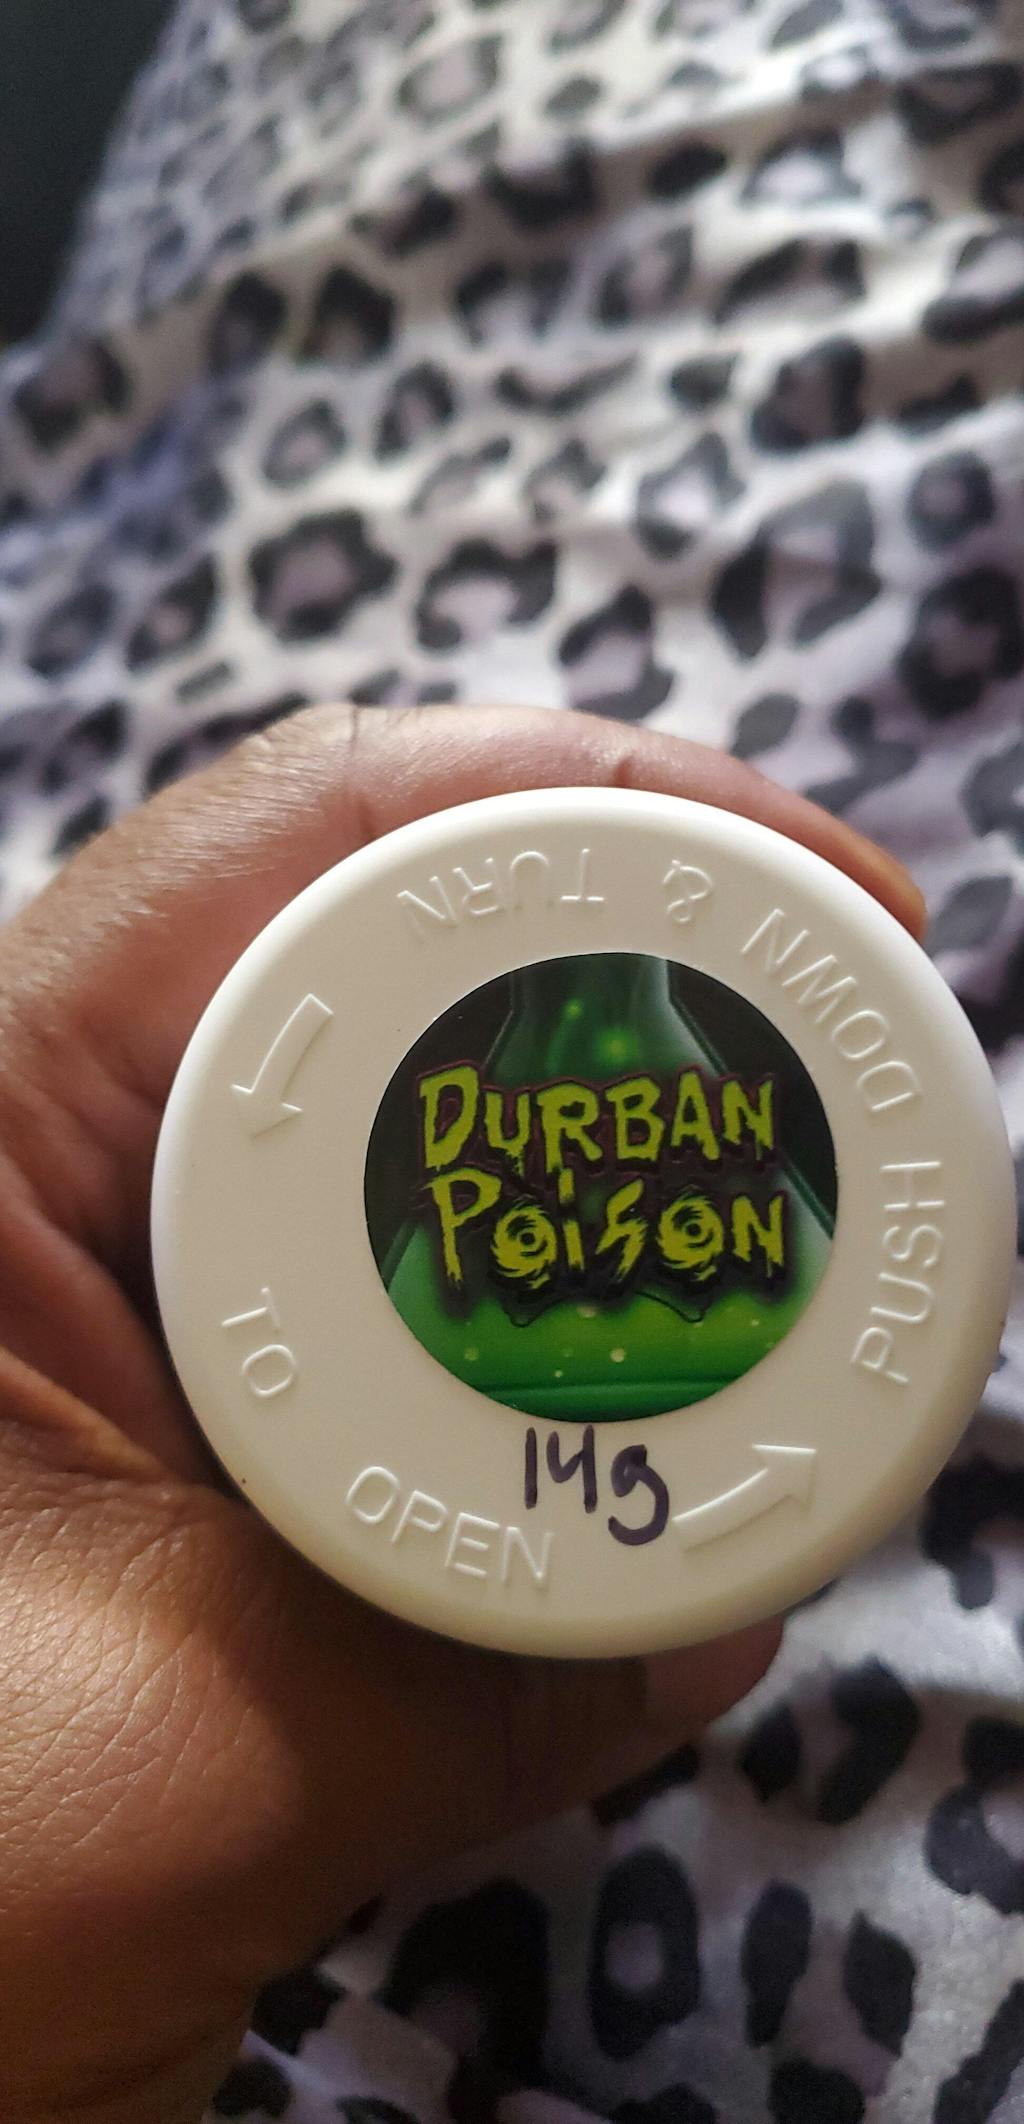 DURBAN
POISON
14g
PUSH DOWN & TURN
TO OPEN